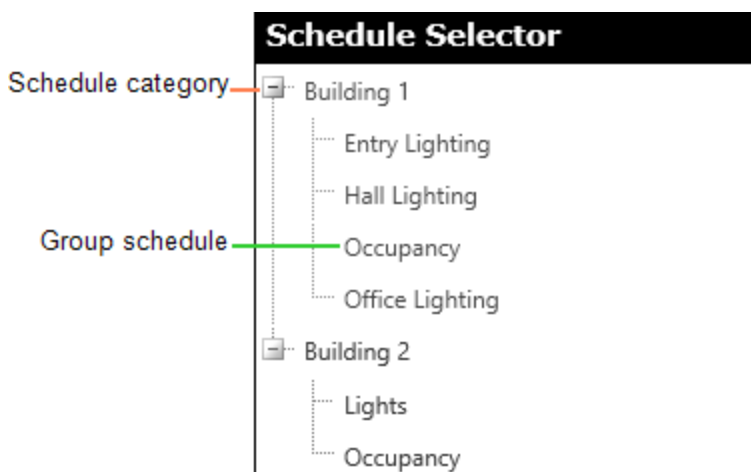 Schedule Selector
Schedule category
Building 1
Entry Lighting
Hall Lighting
Group schedule
Occupancy
Office Lighting
Building 2
Lights
Occupancy